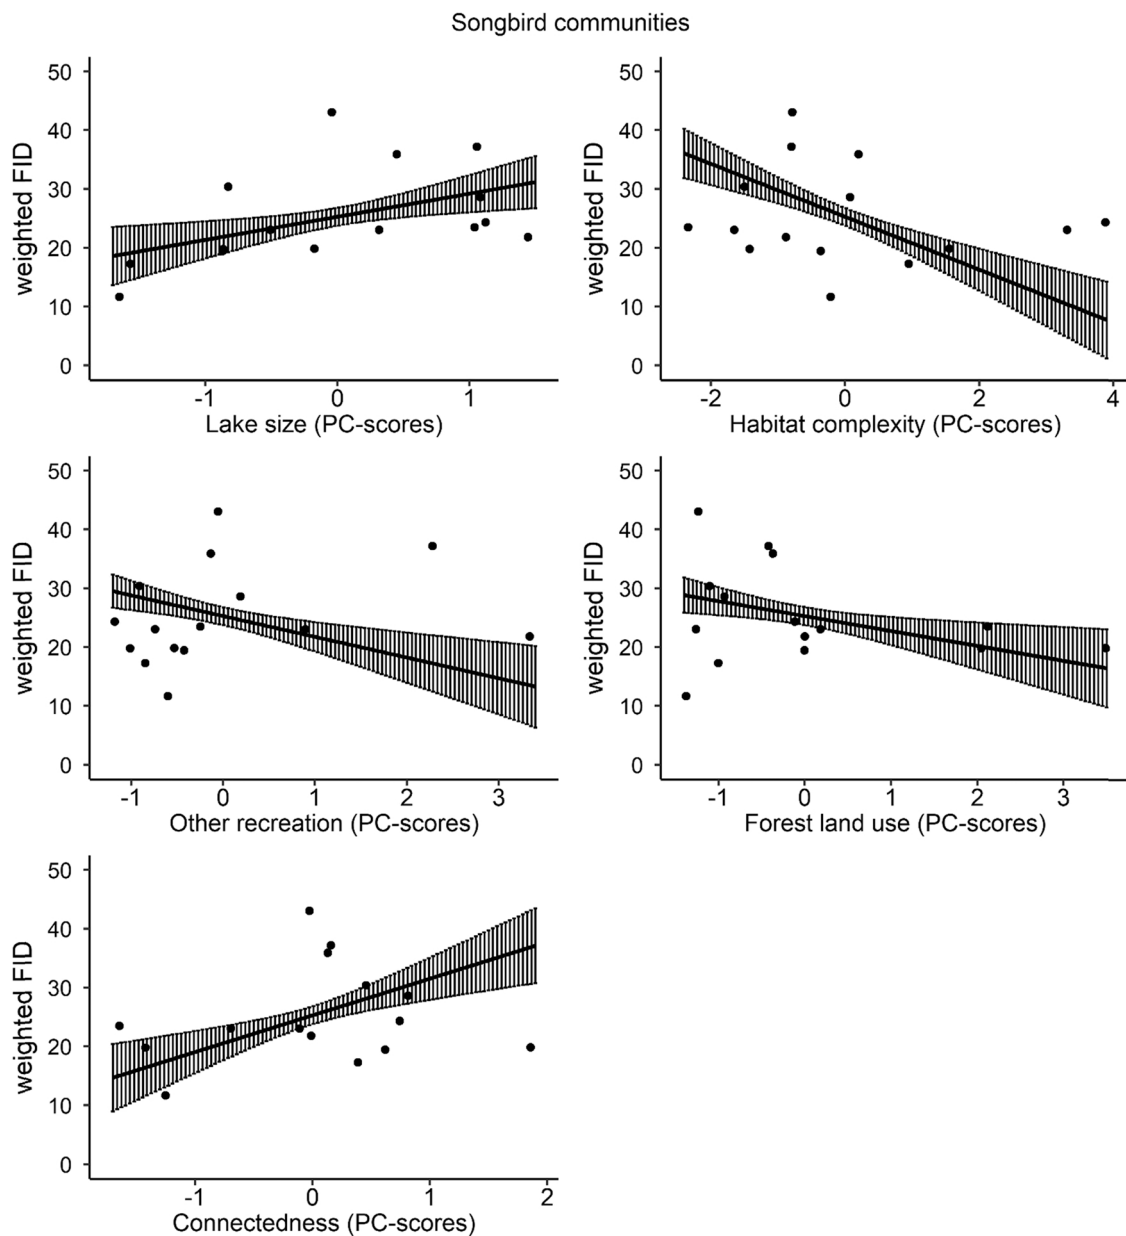 Songbird communities
weighted FID
50
40
30
20
10
0
-1 0 1
Lake size (PC-scores)
weighted FID
50
40
30
20
10
0
-2 0 2 4
Habitat complexity (PC-scores)
weighted FID
50
40
30
20
10
0
-1 0 1 2 3
Other recreation (PC-scores)
weighted FID
50
40
30
20
10
0
-1 0 1 2 3
Forest land use (PC-scores)
weighted FID
50
40
30
20
10
0
-1 0 1 2
Connectedness (PC-scores)